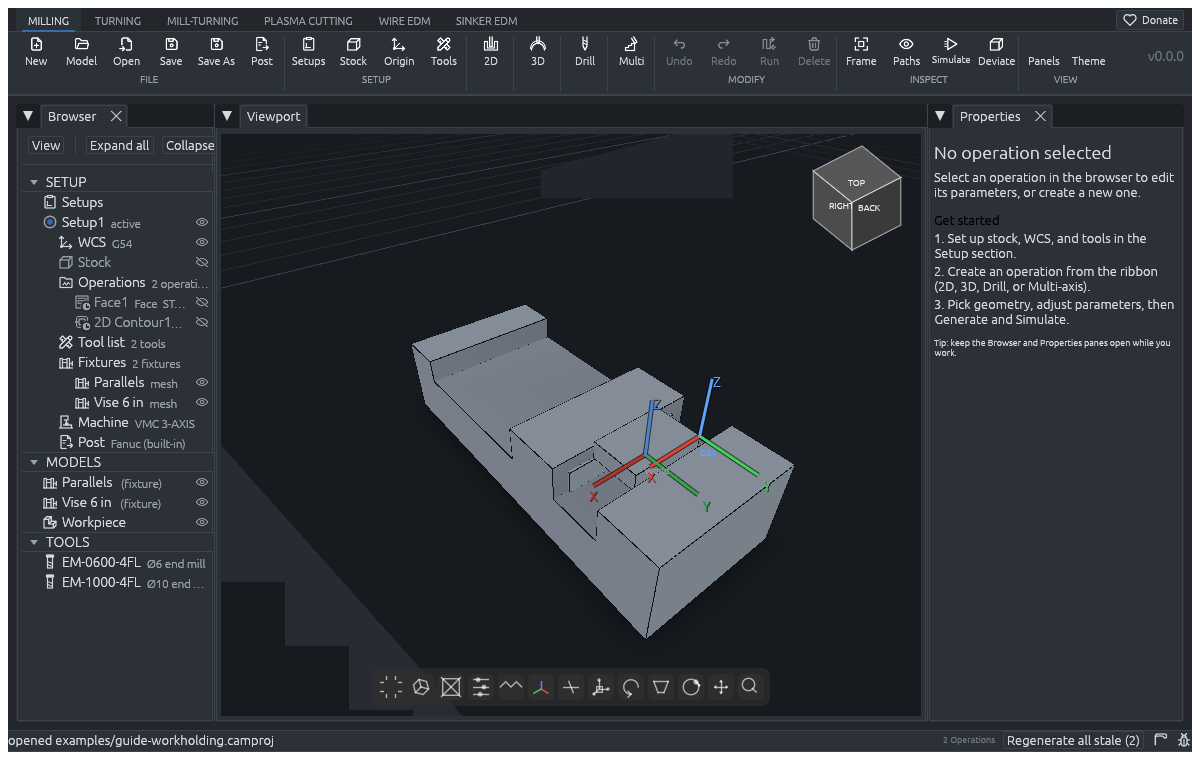 MILLING TURNING MILL-TURNING PLASMA CUTTING WIRE EDM SINKER EDM Donate
New Model Open Save Save As Post Setups Stock Origin Tools 2D 3D Drill Multi Undo Redo Run Delete Frame Paths Simulate Deviate Panels Theme v0.0.0
FILE SETUP MODIFY INSPECT VIEW
Browser
View Expand all Collapse
SETUP
Setups
Setup1 active
WCS G54
Stock
Operations 2 operati...
Face1 Face ST...
2D Contour1...
Tool list 2 tools
Fixtures 2 fixtures
Parallels mesh
Vise 6 in mesh
Machine VMC 3-AXIS
Post Fanuc (built-in)
MODELS
Parallels (fixture)
Vise 6 in (fixture)
Workpiece
TOOLS
EM-0600-4FL Ø6 end mill
EM-1000-4FL Ø10 end ...
Viewport
TOP
RIGHT BACK
Z
Z
G54
X
X
Y
Y
Properties
No operation selected
Select an operation in the browser to edit
its parameters, or create a new one.
Get started
1. Set up stock, WCS, and tools in the
Setup section.
2. Create an operation from the ribbon
(2D, 3D, Drill, or Multi-axis).
3. Pick geometry, adjust parameters, then
Generate and Simulate.
Tip: keep the Browser and Properties panes open while you
work.
opened examples/guide-workholding.camproj 2 Operations Regenerate all stale (2)